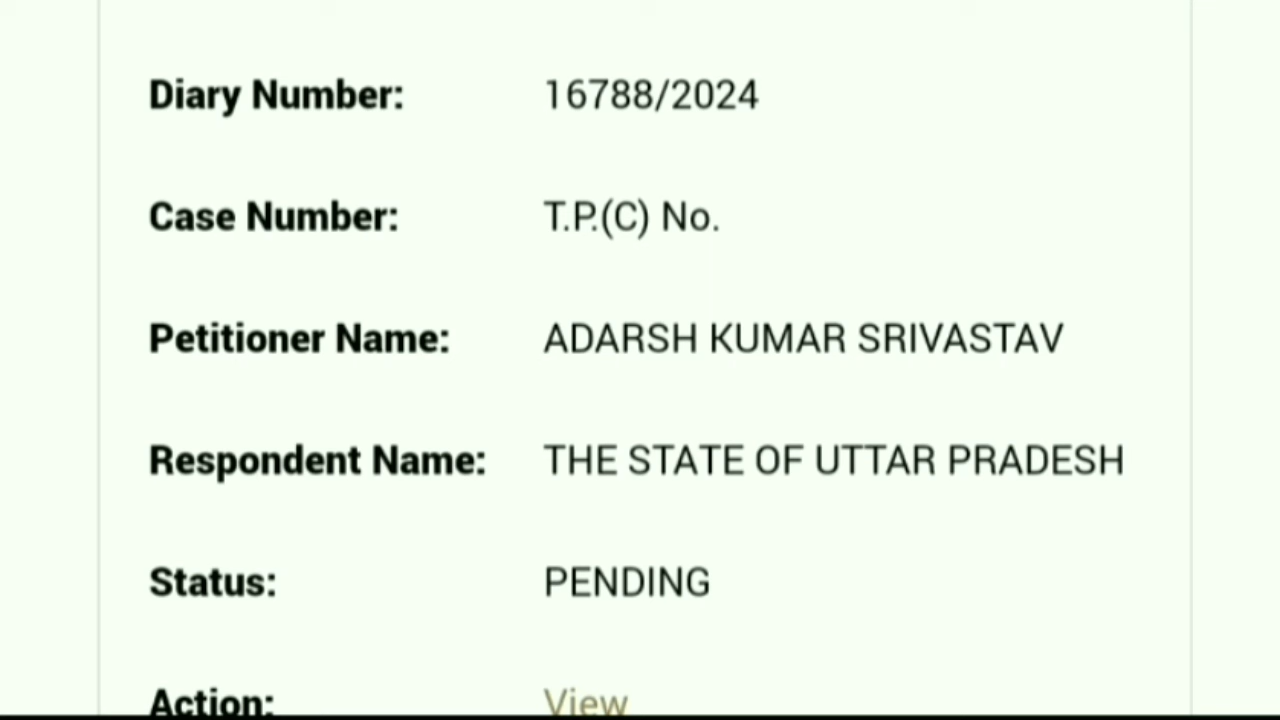 Diary Number: 16788/2024
Case Number: T.P.(C) No.
Petitioner Name: ADARSH KUMAR SRIVASTAV
Respondent Name: THE STATE OF UTTAR PRADESH
Status: PENDING
Action: View